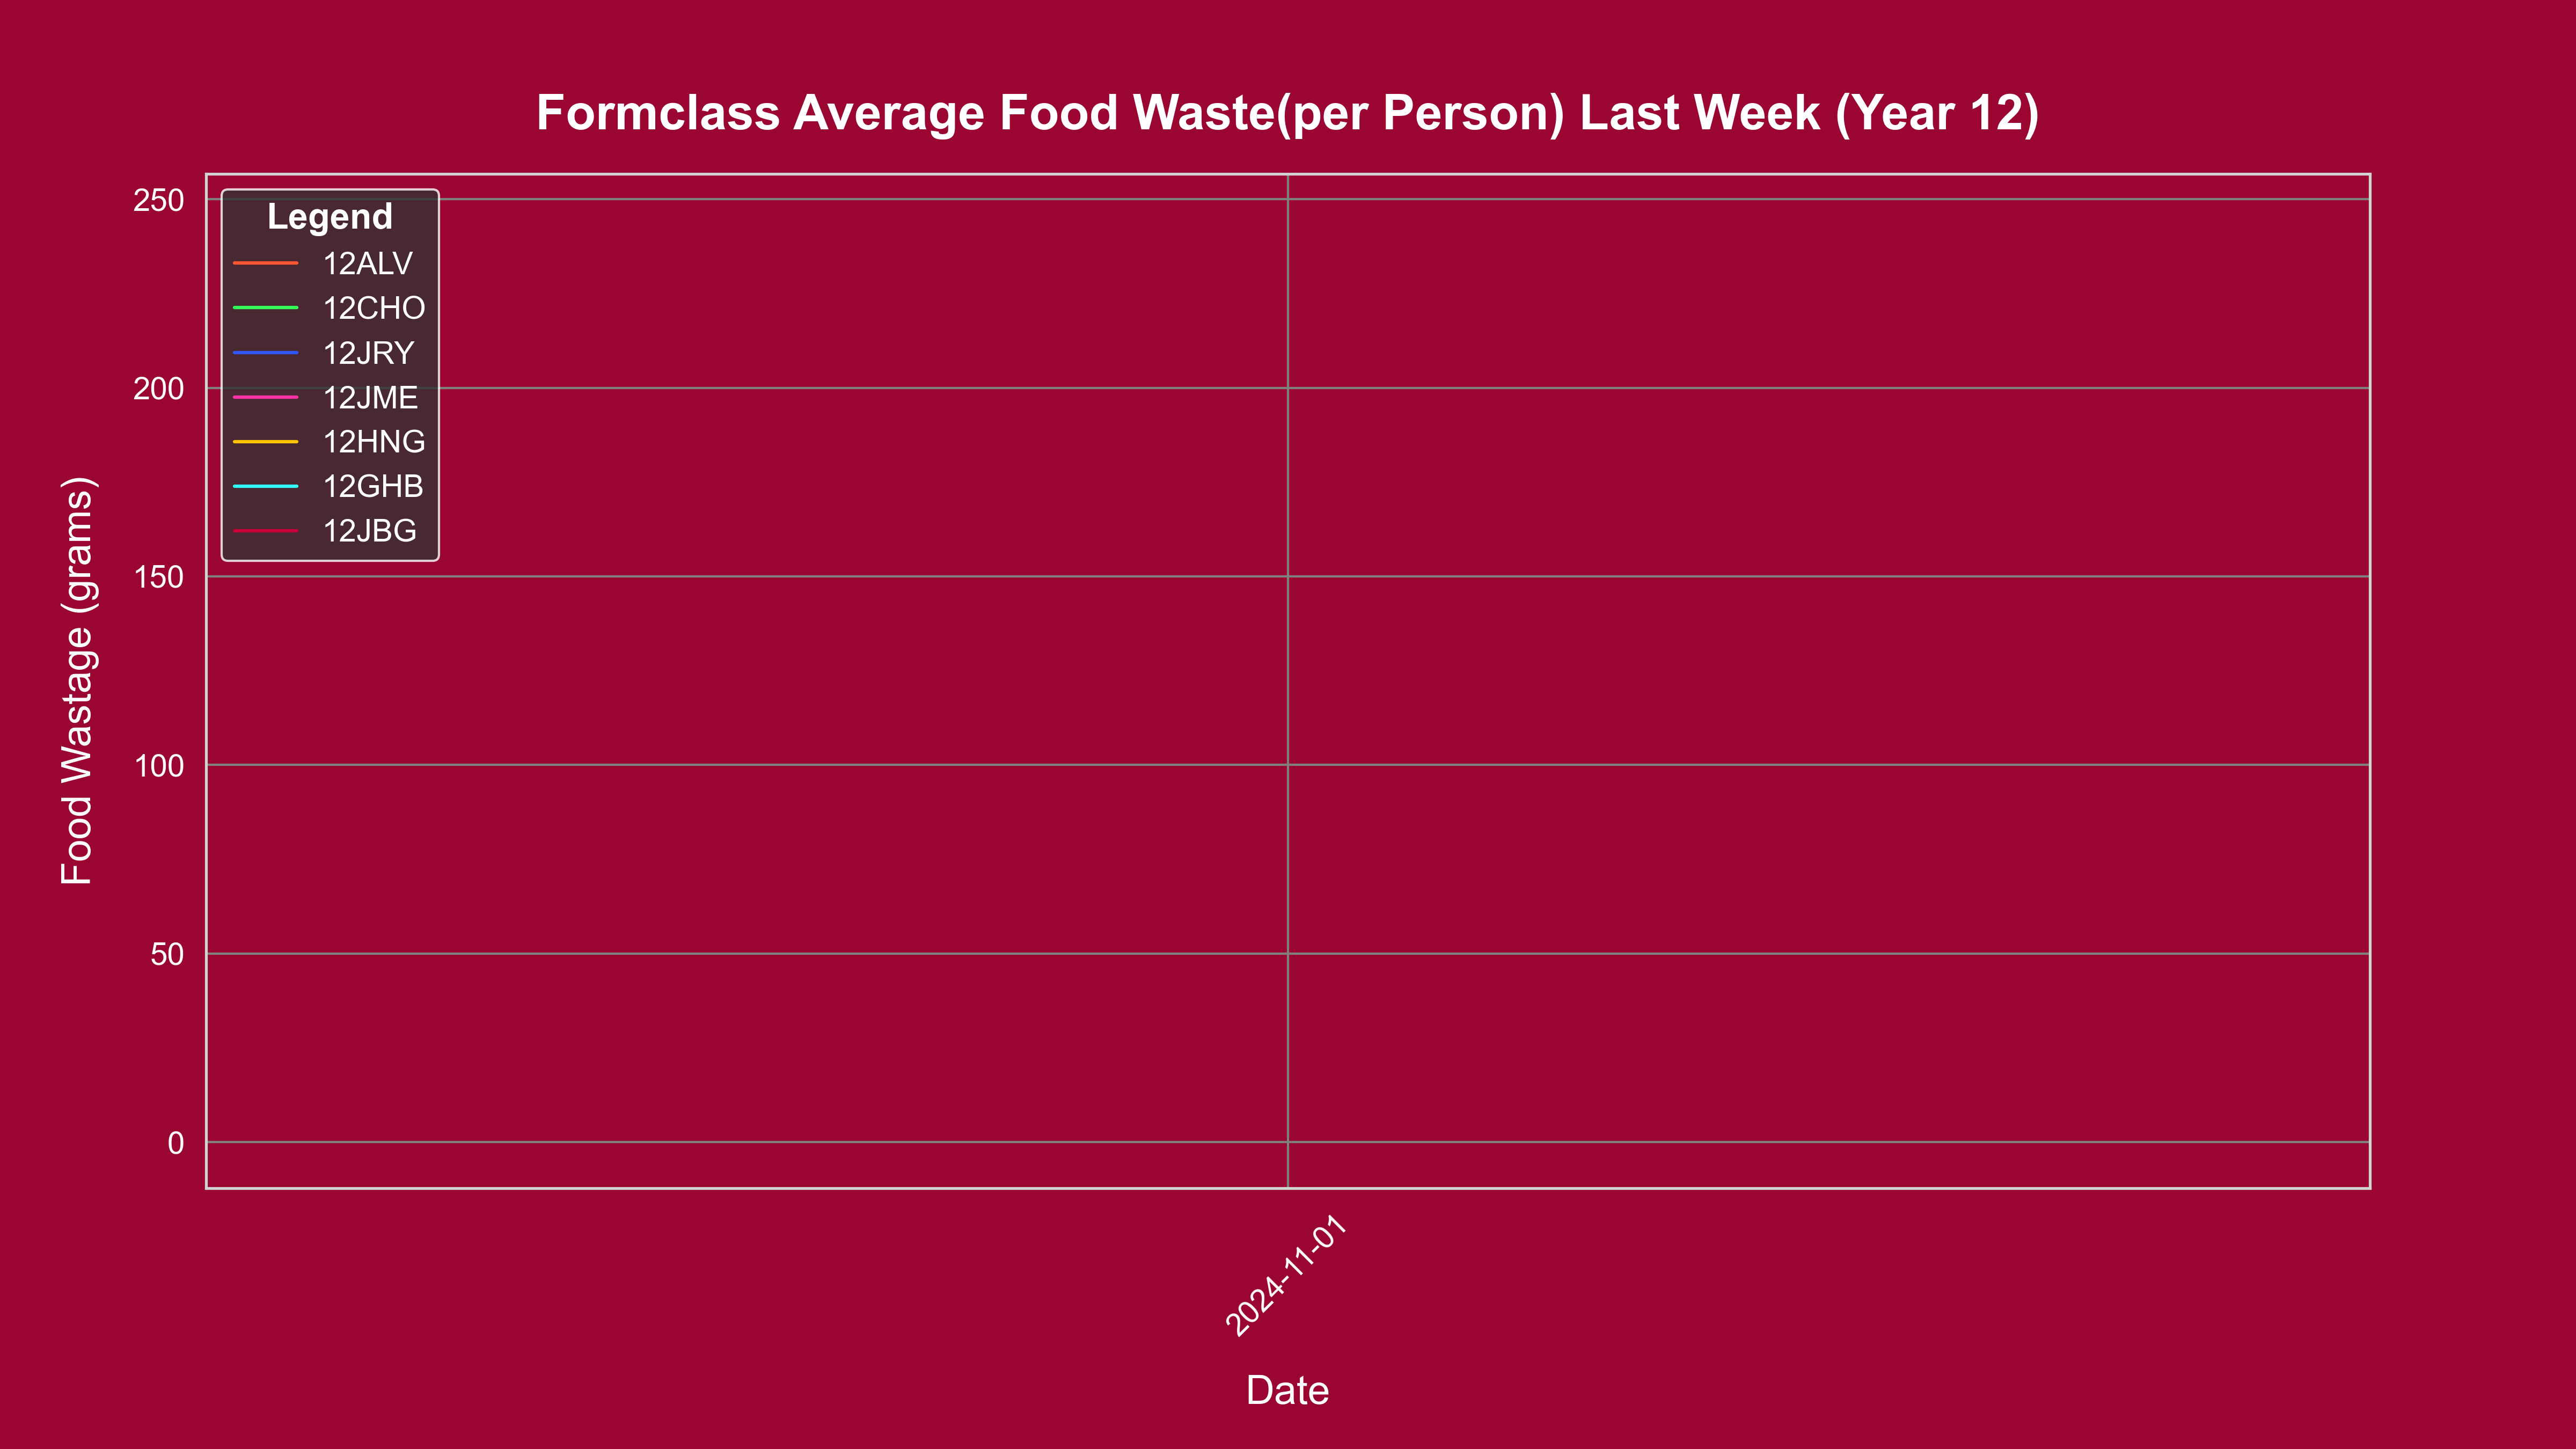 Formclass Average Food Waste(per Person) Last Week (Year 12)
250
200
150
100
50
0
Food Wastage (grams)
Legend
12ALV
12CHO
12JRY
12JME
12HNG
12GHB
12JBG
2024-11-01
Date